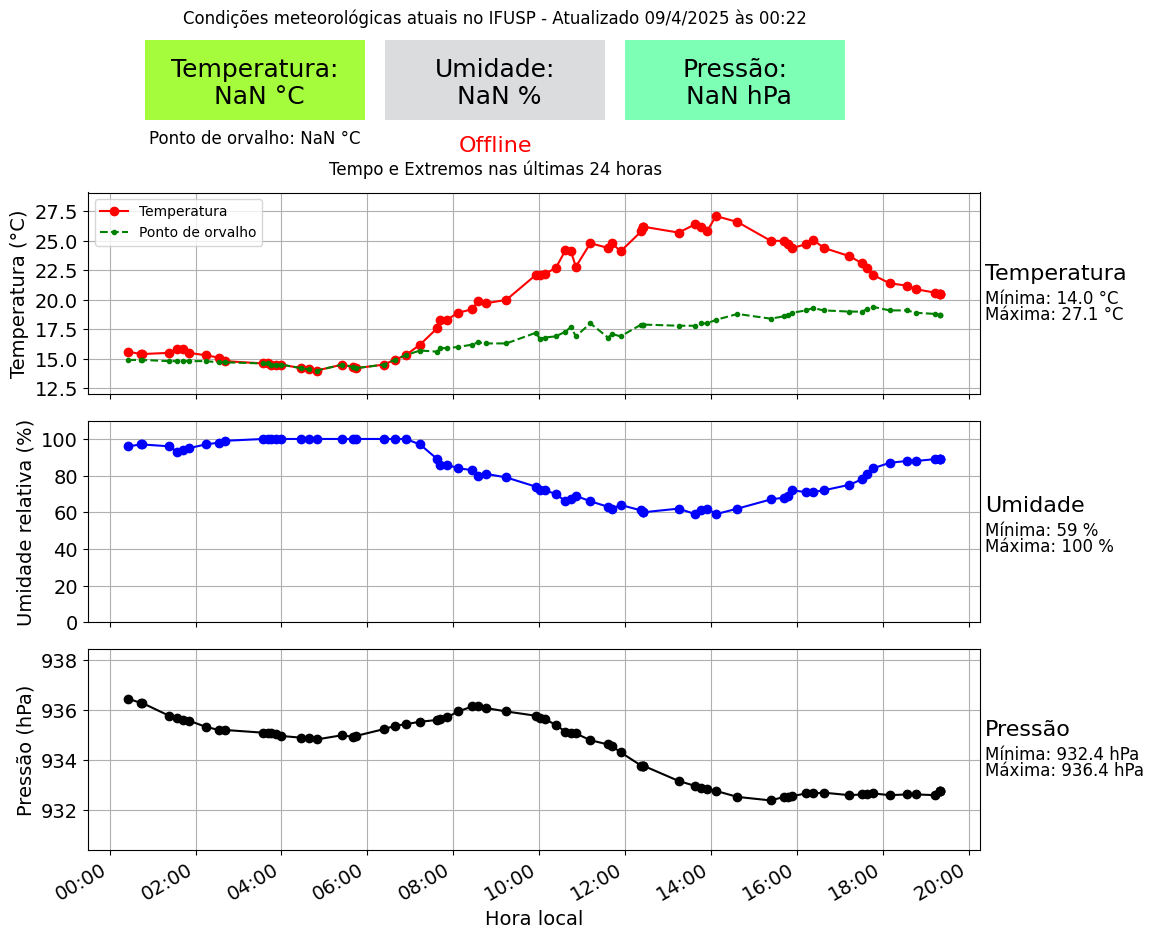 Condições meteorológicas atuais no IFUSP - Atualizado 09/4/2025 às 00:22
Temperatura:
NaN °C
Umidade:
NaN %
Pressão:
NaN hPa
Ponto de orvalho: NaN °C
Offline
Tempo e Extremos nas últimas 24 horas
Temperatura (°C)
27.5
25.0
22.5
20.0
17.5
15.0
12.5
Temperatura
Ponto de orvalho
Temperatura
Mínima: 14.0 °C
Máxima: 27.1 °C
Umidade relativa (%)
100
80
60
40
20
0
Umidade
Mínima: 59 %
Máxima: 100 %
Pressão (hPa)
938
936
934
932
Pressão
Mínima: 932.4 hPa
Máxima: 936.4 hPa
00:00
02:00
04:00
06:00
08:00
10:00
12:00
14:00
16:00
18:00
20:00
Hora local